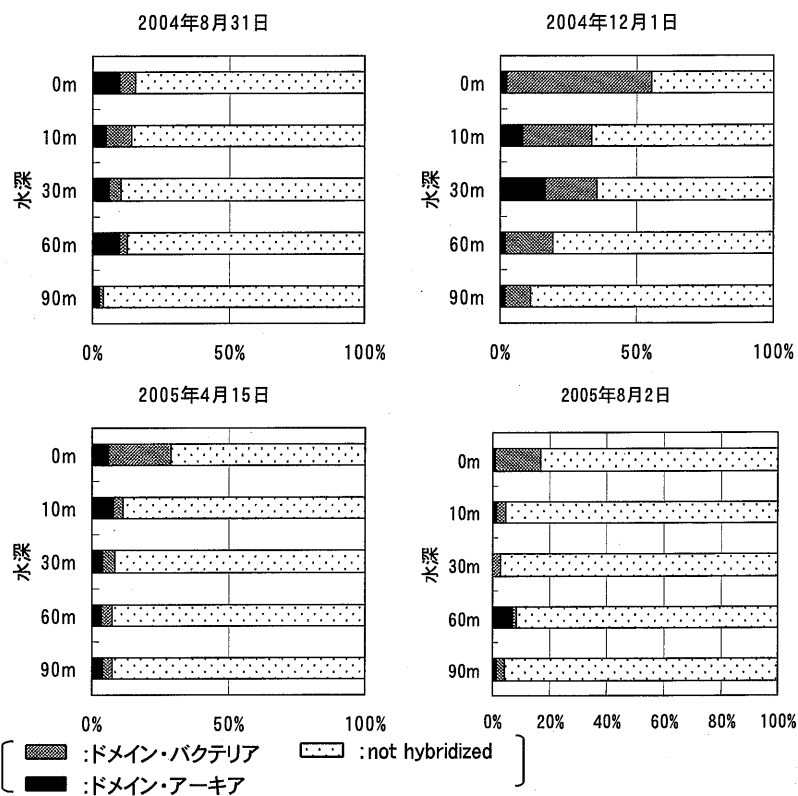 2004年8月31日
0m
10m
30m
60m
90m
水深
0% 50% 100%
2004年12月1日
0m
10m
30m
60m
90m
水深
0% 50% 100%
2005年4月15日
0m
10m
30m
60m
90m
水深
0% 50% 100%
2005年8月2日
0m
10m
30m
60m
90m
水深
0% 20% 40% 60% 80% 100%
:ドメイン・バクテリア :not hybridized
:ドメイン・アーキア